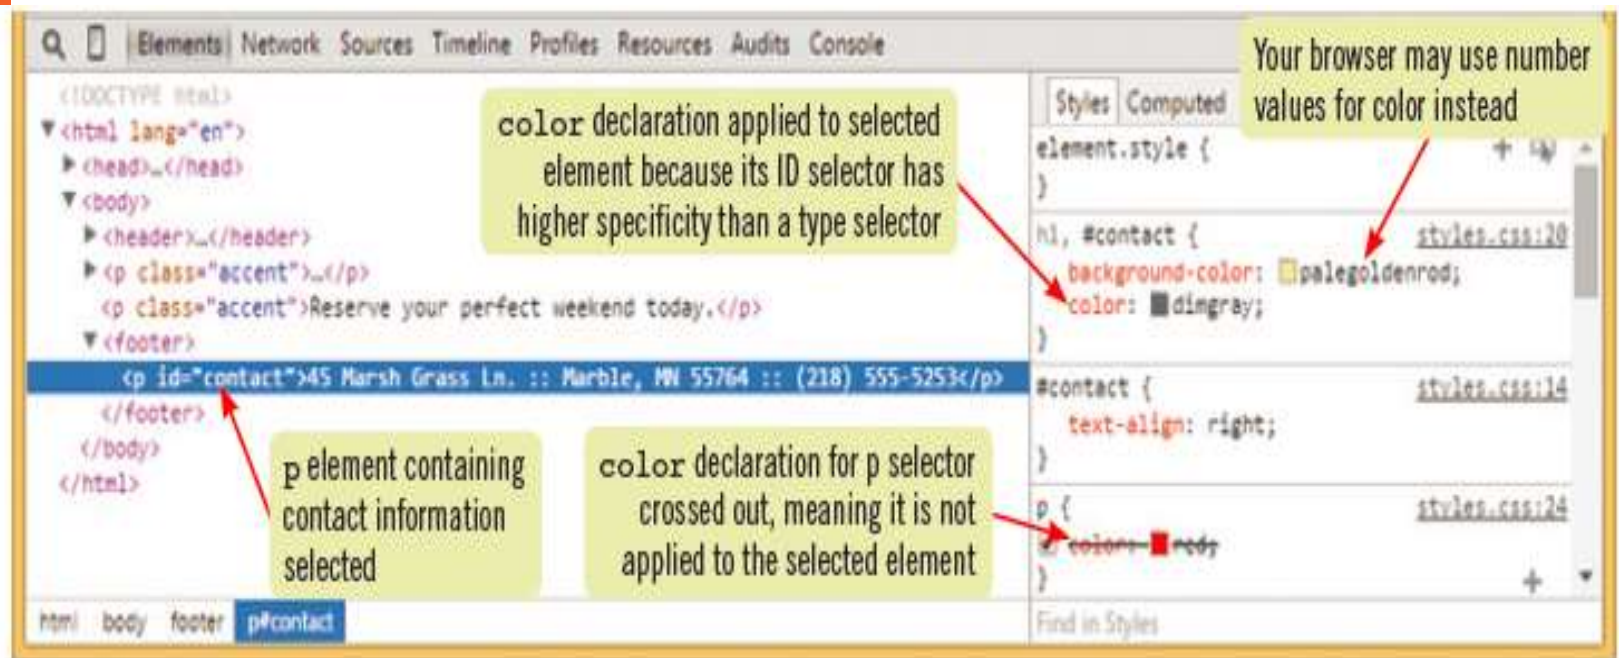 Elements Network Sources Timeline Profiles Resources Audits Console
Your browser may use number
values for color instead
<!DOCTYPE html>
<html lang="en">
<head>…</head>
<body>
<header>…</header>
<p class="accent">…</p>
<p class="accent">Reserve your perfect weekend today.</p>
<footer>
<p id="contact">45 Marsh Grass Ln. :: Marble, MN 55764 :: (218) 555-5253</p>
</footer>
</body>
</html>
color declaration applied to selected
element because its ID selector has
higher specificity than a type selector
p element containing
contact information
selected
color declaration for p selector
crossed out, meaning it is not
applied to the selected element
html body footer p#contact
Styles Computed
element.style {
}
h1, #contact { styles.css:20
background-color: palegoldenrod;
color: dimgray;
}
#contact { styles.css:14
text-align: right;
}
p { styles.css:24
color: red;
}
Find in Styles